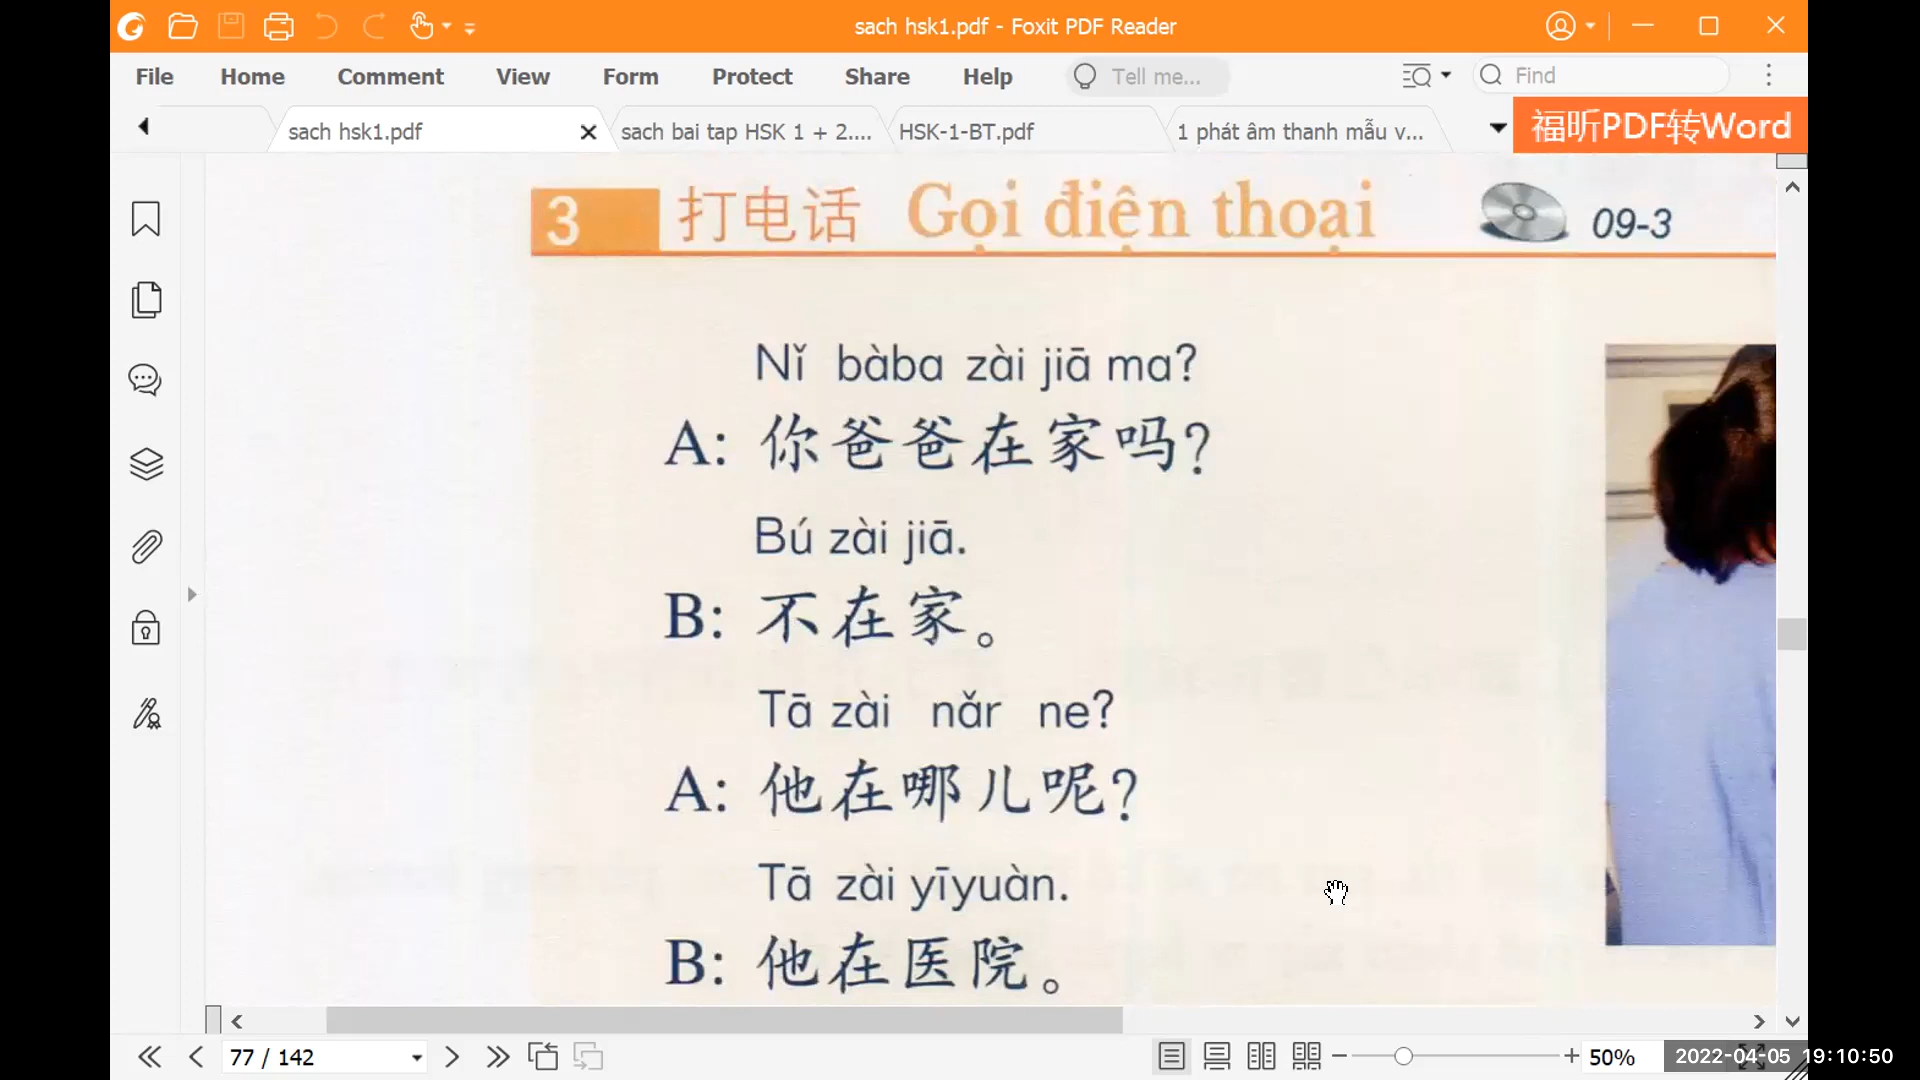 sach hsk1.pdf - Foxit PDF Reader
File Home Comment View Form Protect Share Help Tell me... Find
sach hsk1.pdf sach bai tap HSK 1 + 2.... HSK-1-BT.pdf 1 phát âm thanh mẫu v... 福昕PDF转Word
3 打电话 Gọi điện thoại 09-3
Nǐ bàba zài jiā ma?
A: 你爸爸在家吗?
Bú zài jiā.
B: 不在家。
Tā zài nǎr ne?
A: 他在哪儿呢?
Tā zài yīyuàn.
B: 他在医院。
77 / 142 50% 2022-04-05 19:10:50